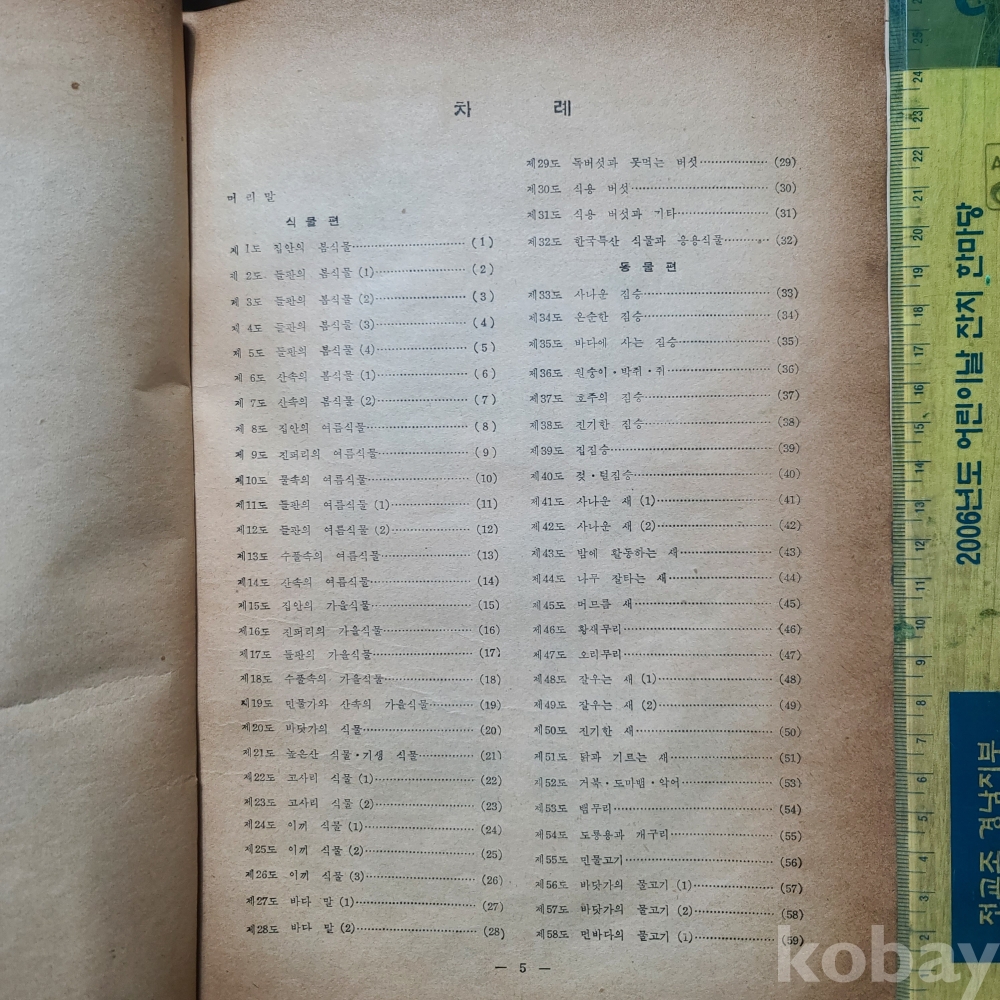 차 례
머 리 말
식 물 편
제 1도 집안의 봄식물 (1)
제 2도 들판의 봄식물 (1) (2)
제 3도 들판의 봄식물 (2) (3)
제 4도 들판의 봄식물 (3) (4)
제 5도 들판의 봄식물 (4) (5)
제 6도 산속의 봄식물 (1) (6)
제 7도 산속의 봄식물 (2) (7)
제 8도 집안의 여름식물 (8)
제 9도 진퍼리의 여름식물 (9)
제10도 물속의 여름식물 (10)
제11도 들판의 여름식물 (1) (11)
제12도 들판의 여름식물 (2) (12)
제13도 수풀속의 여름식물 (13)
제14도 산속의 여름식물 (14)
제15도 집안의 가을식물 (15)
제16도 진퍼리의 가을식물 (16)
제17도 들판의 가을식물 (17)
제18도 수풀속의 가을식물 (18)
제19도 민물가와 산속의 가을식물 (19)
제20도 바닷가의 식물 (20)
제21도 높은산 식물·기생 식물 (21)
제22도 고사리 식물 (1) (22)
제23도 고사리 식물 (2) (23)
제24도 이끼 식물 (1) (24)
제25도 이끼 식물 (2) (25)
제26도 이끼 식물 (3) (26)
제27도 바다 말 (1) (27)
제28도 바다 말 (2) (28)
제29도 독버섯과 못먹는 버섯 (29)
제30도 식용 버섯 (30)
제31도 식용 버섯과 기타 (31)
제32도 한국특산 식물과 응용식물 (32)
동 물 편
제33도 사나운 짐승 (33)
제34도 온순한 짐승 (34)
제35도 바다에 사는 짐승 (35)
제36도 원숭이·박쥐·쥐 (36)
제37도 호주의 짐승 (37)
제38도 진기한 짐승 (38)
제39도 집짐승 (39)
제40도 젖·털짐승 (40)
제41도 사나운 새 (1) (41)
제42도 사나운 새 (2) (42)
제43도 밤에 활동하는 새 (43)
제44도 나무 잘타는 새 (44)
제45도 머므름 새 (45)
제46도 황새무리 (46)
제47도 오리무리 (47)
제48도 잘우는 새 (1) (48)
제49도 잘우는 새 (2) (49)
제50도 진기한 새 (50)
제51도 닭과 기르는 새 (51)
제52도 거북·도마뱀·악어 (53)
제53도 뱀무리 (54)
제54도 도롱용과 개구리 (55)
제55도 민물고기 (56)
제56도 바닷가의 물고기 (1) (57)
제57도 바닷가의 물고기 (2) (58)
제58도 먼바다의 물고기 (1) (59)
— 5 —
2006년도 어린이날 잔치 한마당
전교조 경남지부
kobay